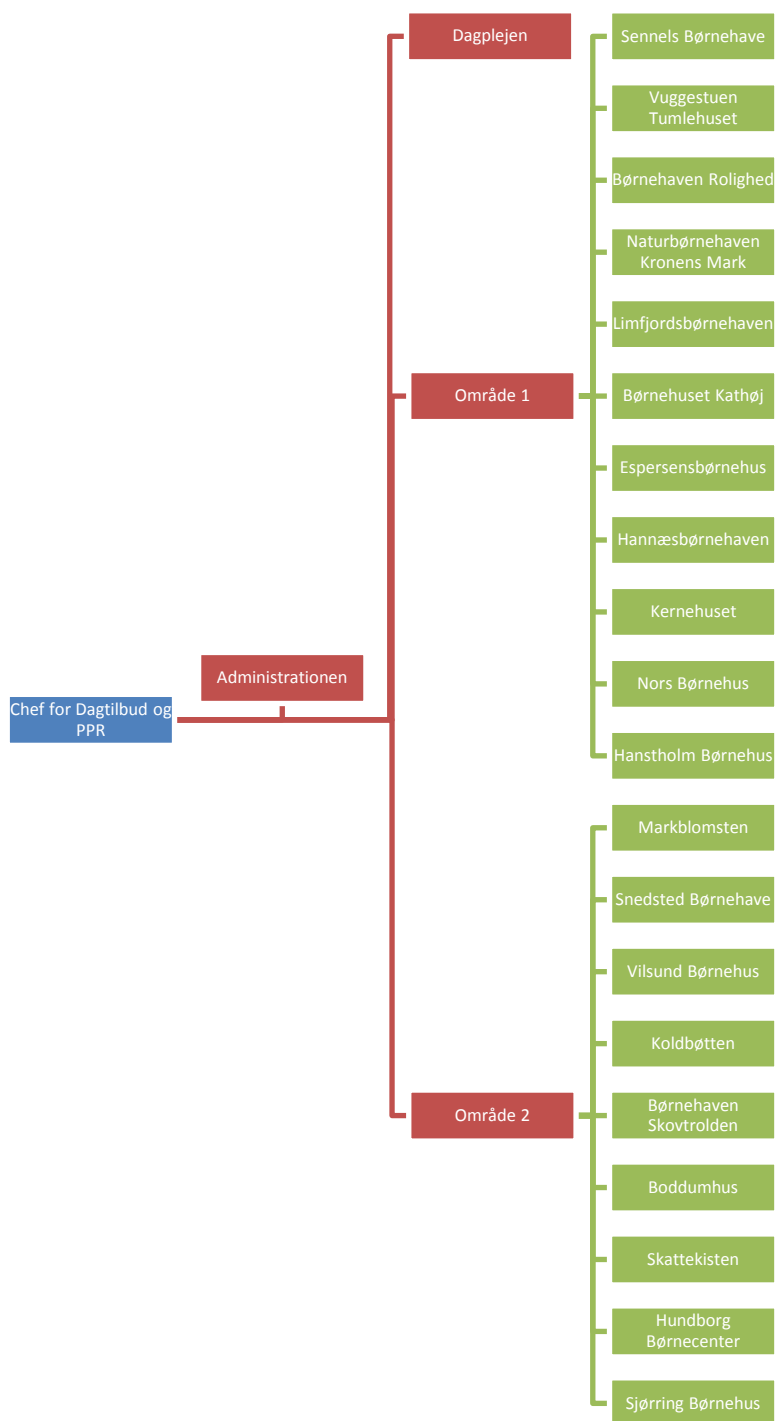 Chef for Dagtilbud og
PPR
Administrationen
Dagplejen
Område 1
Sennels Børnehave
Vuggestuen
Tumlehuset
Børnehaven Rolighed
Naturbørnehaven
Kronens Mark
Limfjordsbørnehaven
Børnehuset Kathøj
Espersensbørnehus
Hannæsbørnehaven
Kernehuset
Nors Børnehus
Hanstholm Børnehus
Område 2
Markblomsten
Snedsted Børnehave
Vilsund Børnehus
Koldbøtten
Børnehaven
Skovtrolden
Boddumhus
Skattekisten
Hundborg
Børnecenter
Sjørring Børnehus